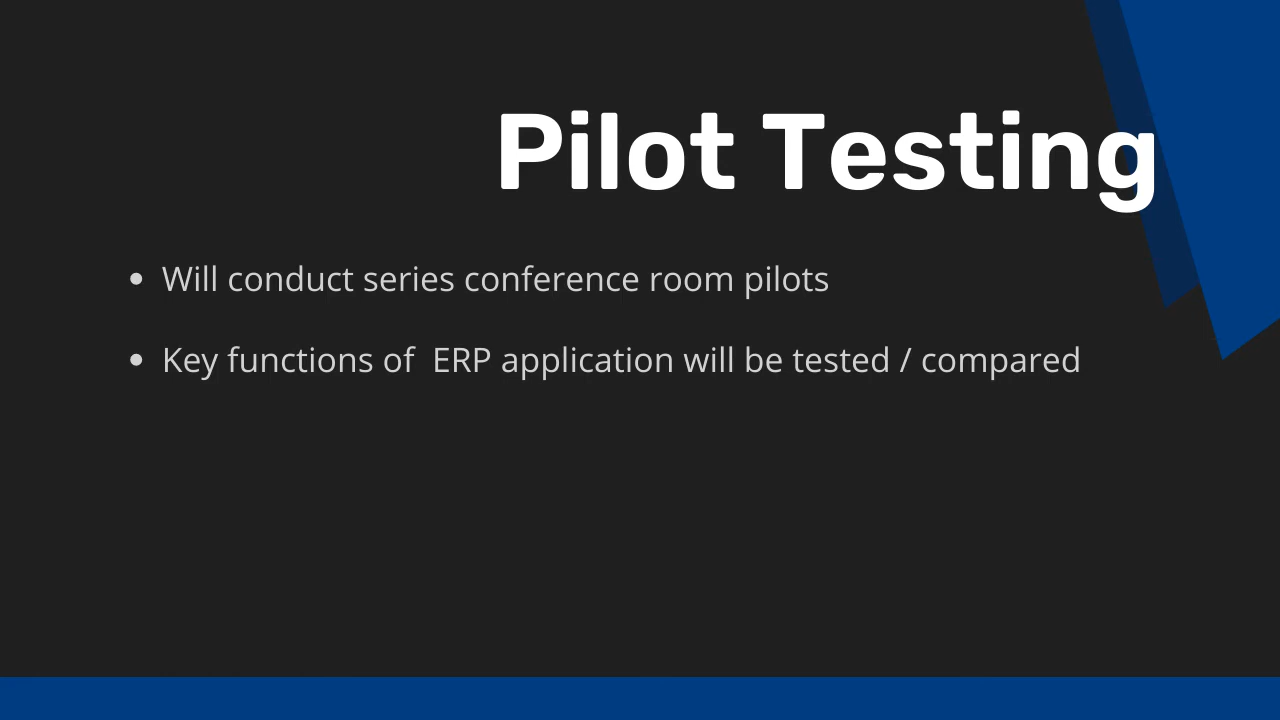 Pilot Testing
• Will conduct series conference room pilots
• Key functions of  ERP application will be tested / compared